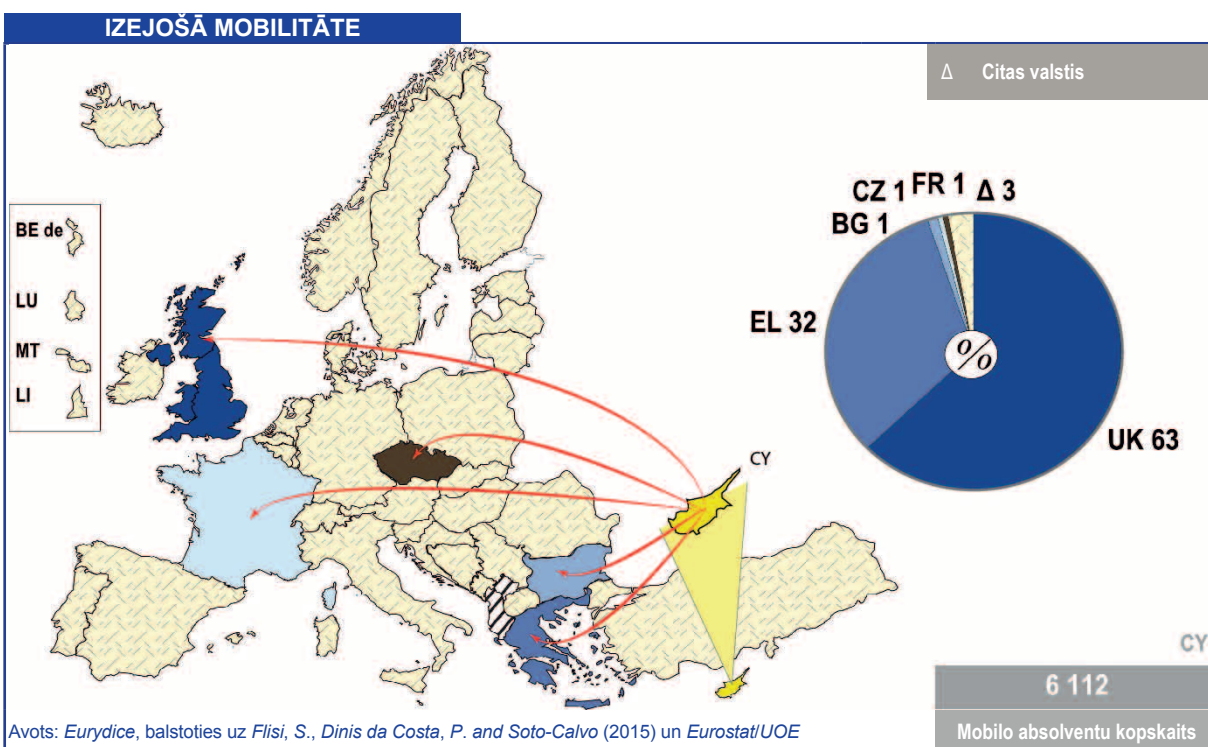 IZEJOŠĀ MOBILITĀTE
Δ Citas valstis
BE de
LU
MT
LI
CZ 1
FR 1
Δ 3
BG 1
EL 32
%
UK 63
CY
CY
6 112
Mobilo absolventu kopskaits
Avots: Eurydice, balstoties uz Flisi, S., Dinis da Costa, P. and Soto-Calvo (2015) un Eurostat/UOE